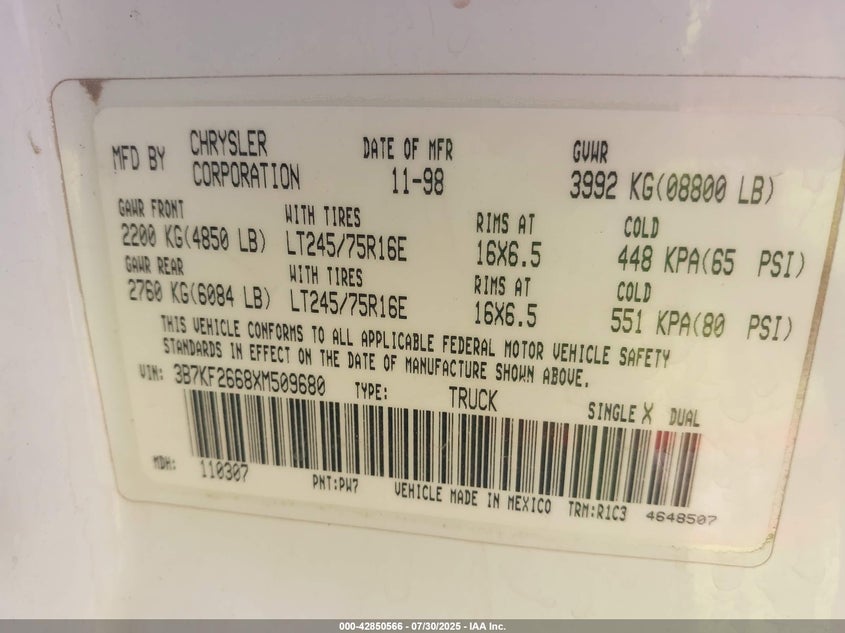 MFD BY CHRYSLER CORPORATION DATE OF MFR 11-98 GVWR 3992 KG(08800 LB)
GAWR FRONT WITH TIRES RIMS AT COLD
2200 KG(4850 LB) LT245/75R16E 16X6.5 448 KPA(65 PSI)
GAWR REAR WITH TIRES RIMS AT COLD
2760 KG(6084 LB) LT245/75R16E 16X6.5 551 KPA(80 PSI)
THIS VEHICLE CONFORMS TO ALL APPLICABLE FEDERAL MOTOR VEHICLE SAFETY
STANDARDS IN EFFECT ON THE DATE OF MANUFACTURE SHOWN ABOVE.
VIN: 3B7KF2668XM509680 TYPE: TRUCK SINGLE X DUAL
MDH: 110307 PNT:PW7 VEHICLE MADE IN MEXICO TRM:R1C3 4648507
000-42850566 - 07/30/2025 - IAA Inc.